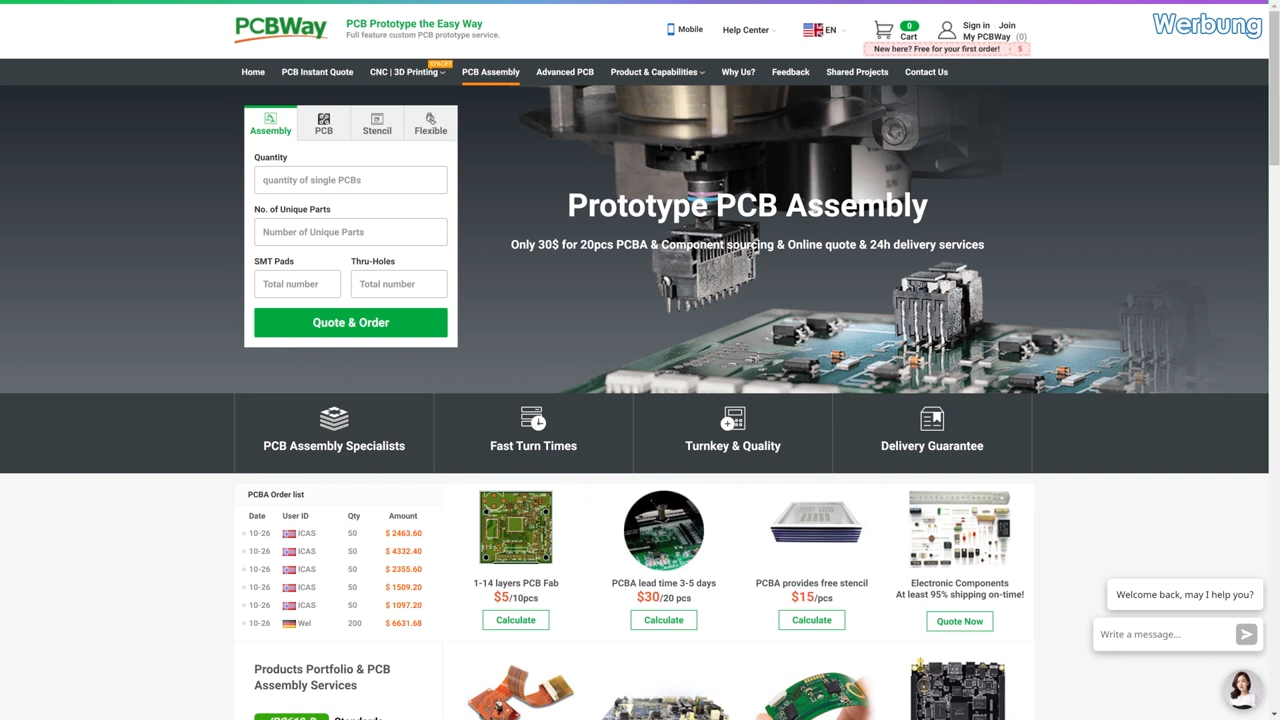 PCBWay
PCB Prototype the Easy Way
Full feature custom PCB prototype service.
Mobile
Help Center
EN
0
Cart
Sign in Join
My PCBWay (0)
New here? Free for your first order! $
Werbung
Home
PCB Instant Quote
CNC | 3D Printing
10%OFF
PCB Assembly
Advanced PCB
Product & Capabilities
Why Us?
Feedback
Shared Projects
Contact Us
Assembly
PCB
Stencil
Flexible
Quantity
quantity of single PCBs
No. of Unique Parts
Number of Unique Parts
SMT Pads
Thru-Holes
Total number
Total number
Quote & Order
Prototype PCB Assembly
Only 30$ for 20pcs PCBA & Component sourcing & Online quote & 24h delivery services
PCB Assembly Specialists
Fast Turn Times
Turnkey & Quality
Delivery Guarantee
PCBA Order list
Date User ID Qty Amount
10-26 ICAS 50 $ 2463.60
10-26 ICAS 50 $ 4332.40
10-26 ICAS 50 $ 2355.60
10-26 ICAS 50 $ 1509.20
10-26 ICAS 50 $ 1097.20
10-26 Wel 200 $ 6631.68
1-14 layers PCB Fab
$5/10pcs
Calculate
PCBA lead time 3-5 days
$30/20 pcs
Calculate
PCBA provides free stencil
$15/pcs
Calculate
Electronic Components
At least 95% shipping on-time!
Quote Now
Welcome back, may I help you?
Write a message...
Products Portfolio & PCB
Assembly Services